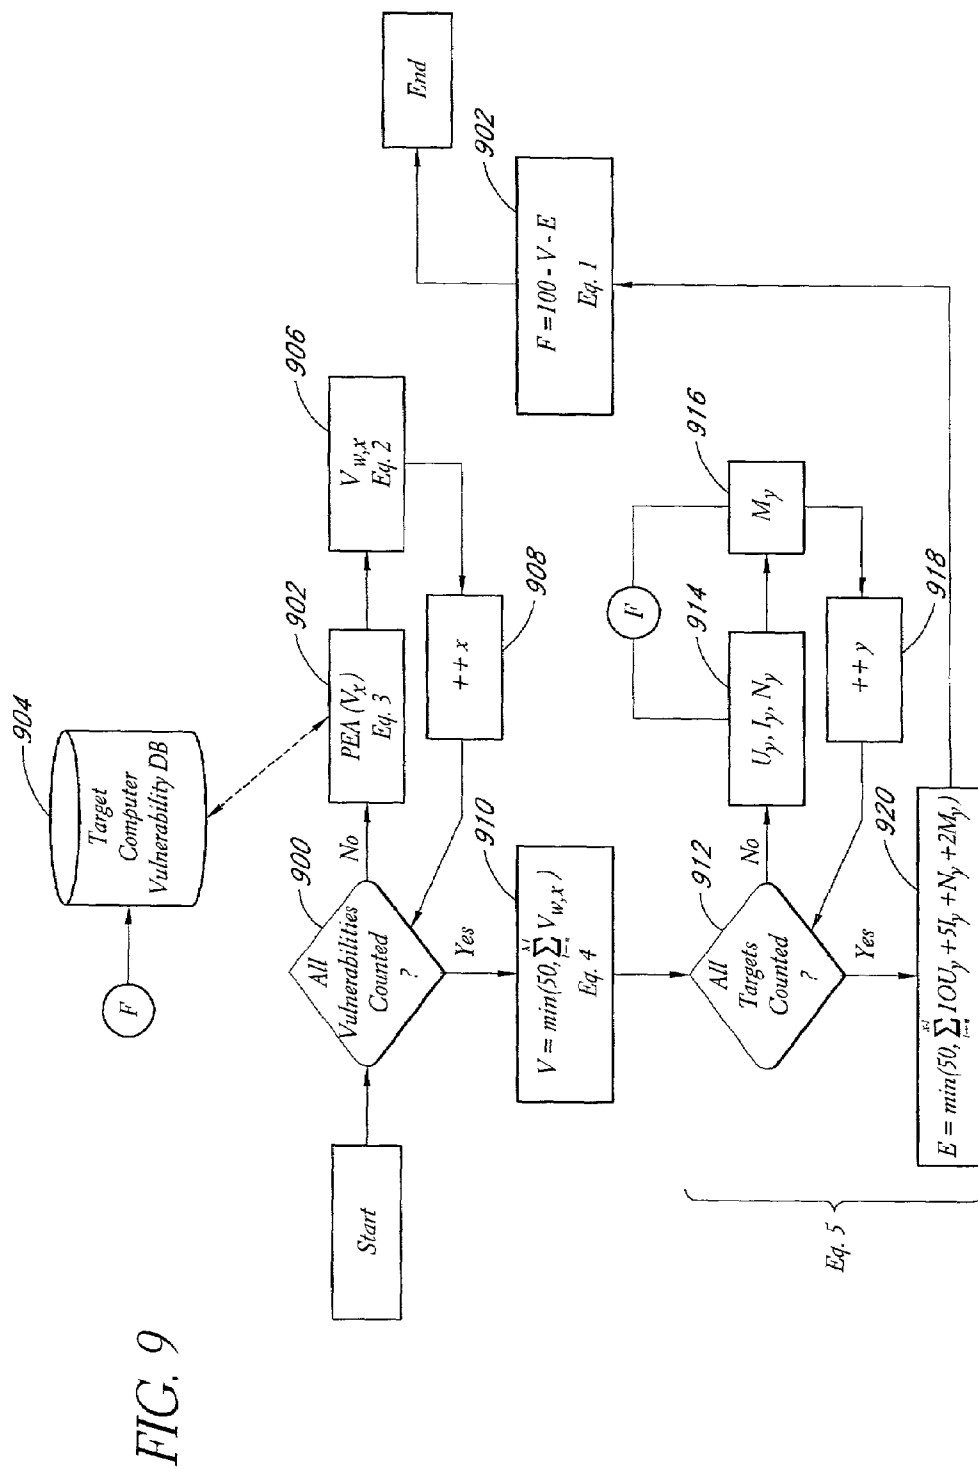 FIG. 9
F
Target
Computer
Vulnerability DB
904
Start
All
Vulnerabilities
Counted
?
900
No
Yes
PEA (Vx)
Eq. 3
902
Vw,x
Eq. 2
906
++x
908
V = min(50, ∑ Vw,x)
Eq. 4
910
All
Targets
Counted
?
912
No
Yes
Uy, Iy, Ny
914
F
My
916
++y
918
E = min(50, ∑ IOUy + 5Iy + Ny + 2My)
920
Eq. 5
F = 100 - V - E
Eq. 1
902
End